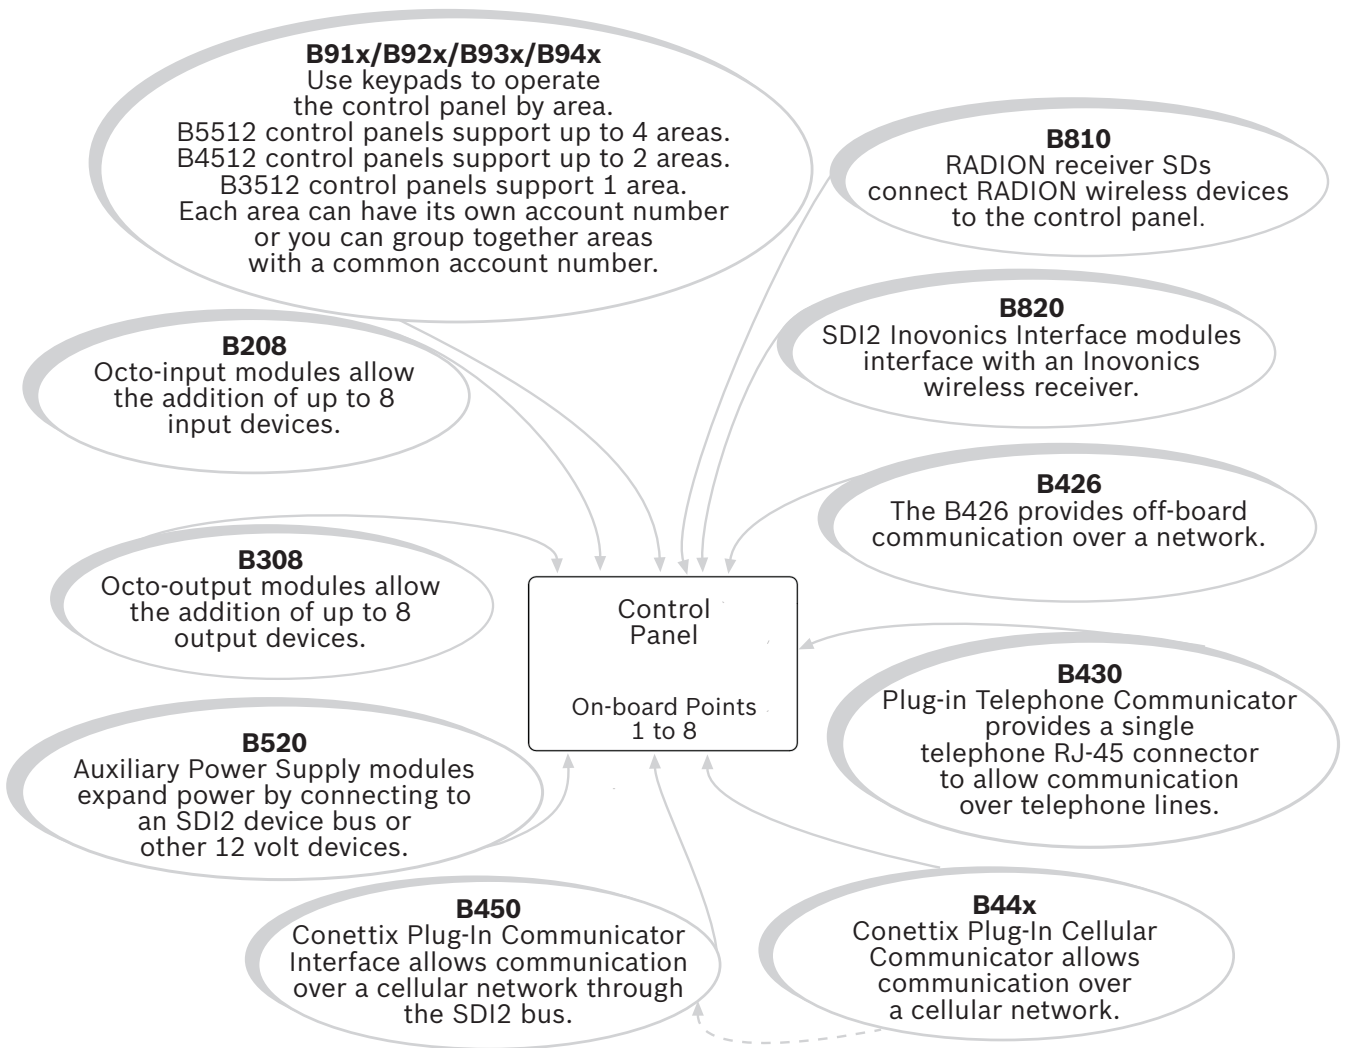 B91x/B92x/B93x/B94x
Use keypads to operate
the control panel by area.
B5512 control panels support up to 4 areas.
B4512 control panels support up to 2 areas.
B3512 control panels support 1 area.
Each area can have its own account number
or you can group together areas
with a common account number.
B810
RADION receiver SDs
connect RADION wireless devices
to the control panel.
B208
Octo-input modules allow
the addition of up to 8
input devices.
B820
SDI2 Inovonics Interface modules
interface with an Inovonics
wireless receiver.
B426
The B426 provides off-board
communication over a network.
B308
Octo-output modules allow
the addition of up to 8
output devices.
Control
Panel
On-board Points
1 to 8
B430
Plug-in Telephone Communicator
provides a single
telephone RJ-45 connector
to allow communication
over telephone lines.
B520
Auxiliary Power Supply modules
expand power by connecting to
an SDI2 device bus or
other 12 volt devices.
B450
Conettix Plug-In Communicator
Interface allows communication
over a cellular network through
the SDI2 bus.
B44x
Conettix Plug-In Cellular
Communicator allows
communication over
a cellular network.